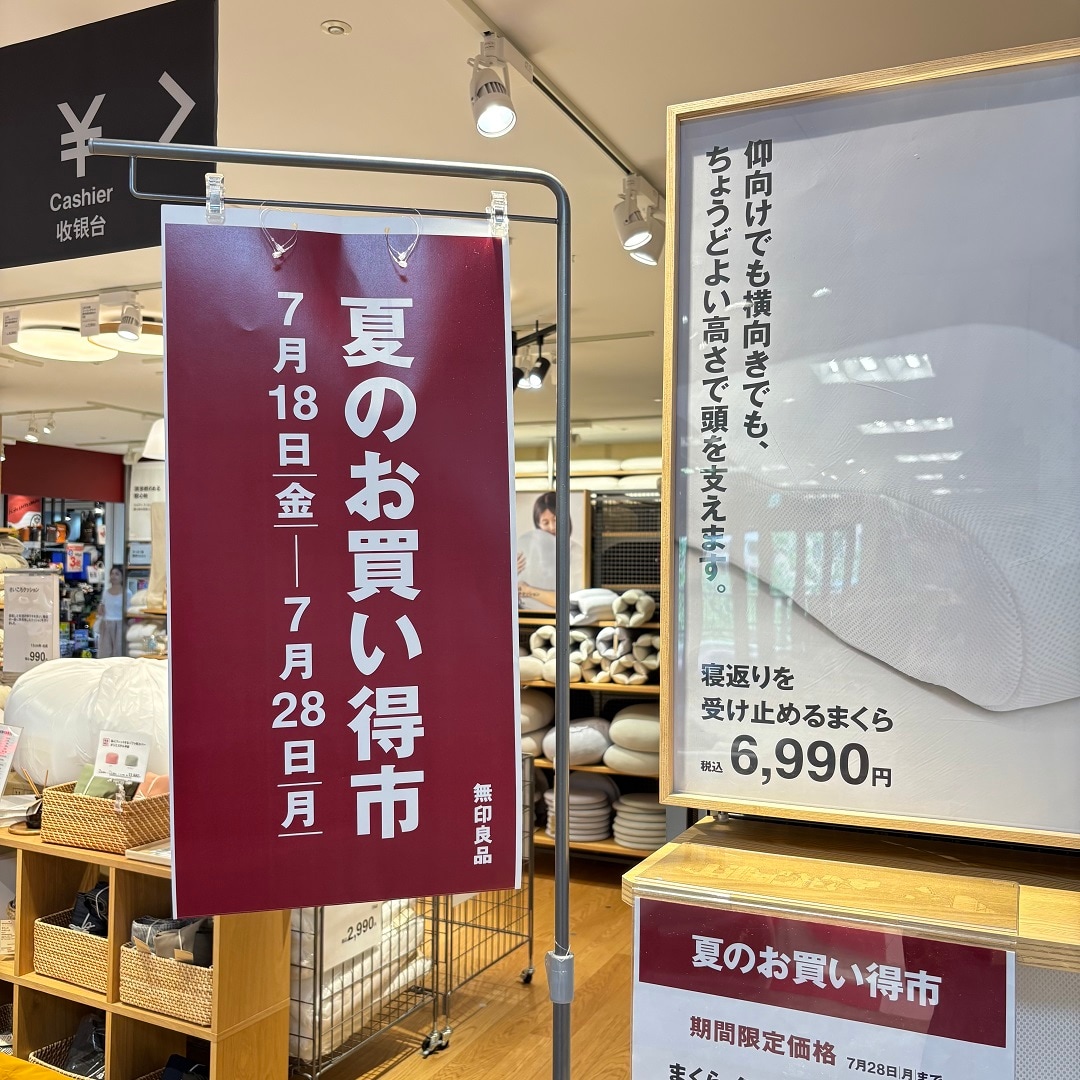 ¥
Cashier
收银台
夏のお買い得市
7月18日金―7月28日月
無印良品
仰向けでも横向きでも、
ちょうどよい高さで頭を支えます。
寝返りを
受け止めるまくら
税込6,990円
夏のお買い得市
期間限定価格 7月28日月まで
まくら
990
2,990